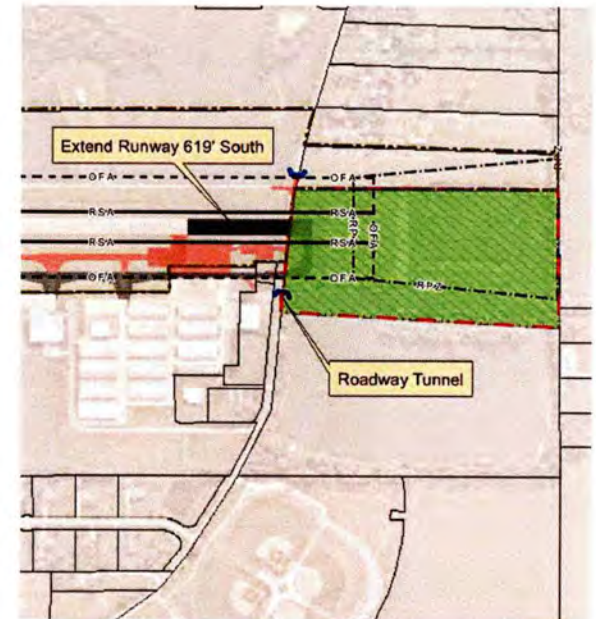 Extend Runway 619' South
OFA
OFA
RSA
RSA
RSA
RSA
OFA
OFA
RPZ
OFA
RPZ
Roadway Tunnel